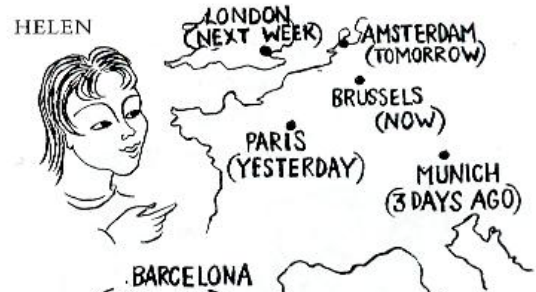 HELEN
LONDON
(NEXT WEEK)
AMSTERDAM
(TOMORROW)
BRUSSELS
(NOW)
PARIS
(YESTERDAY)
MUNICH
(3 DAYS AGO)
BARCELONA